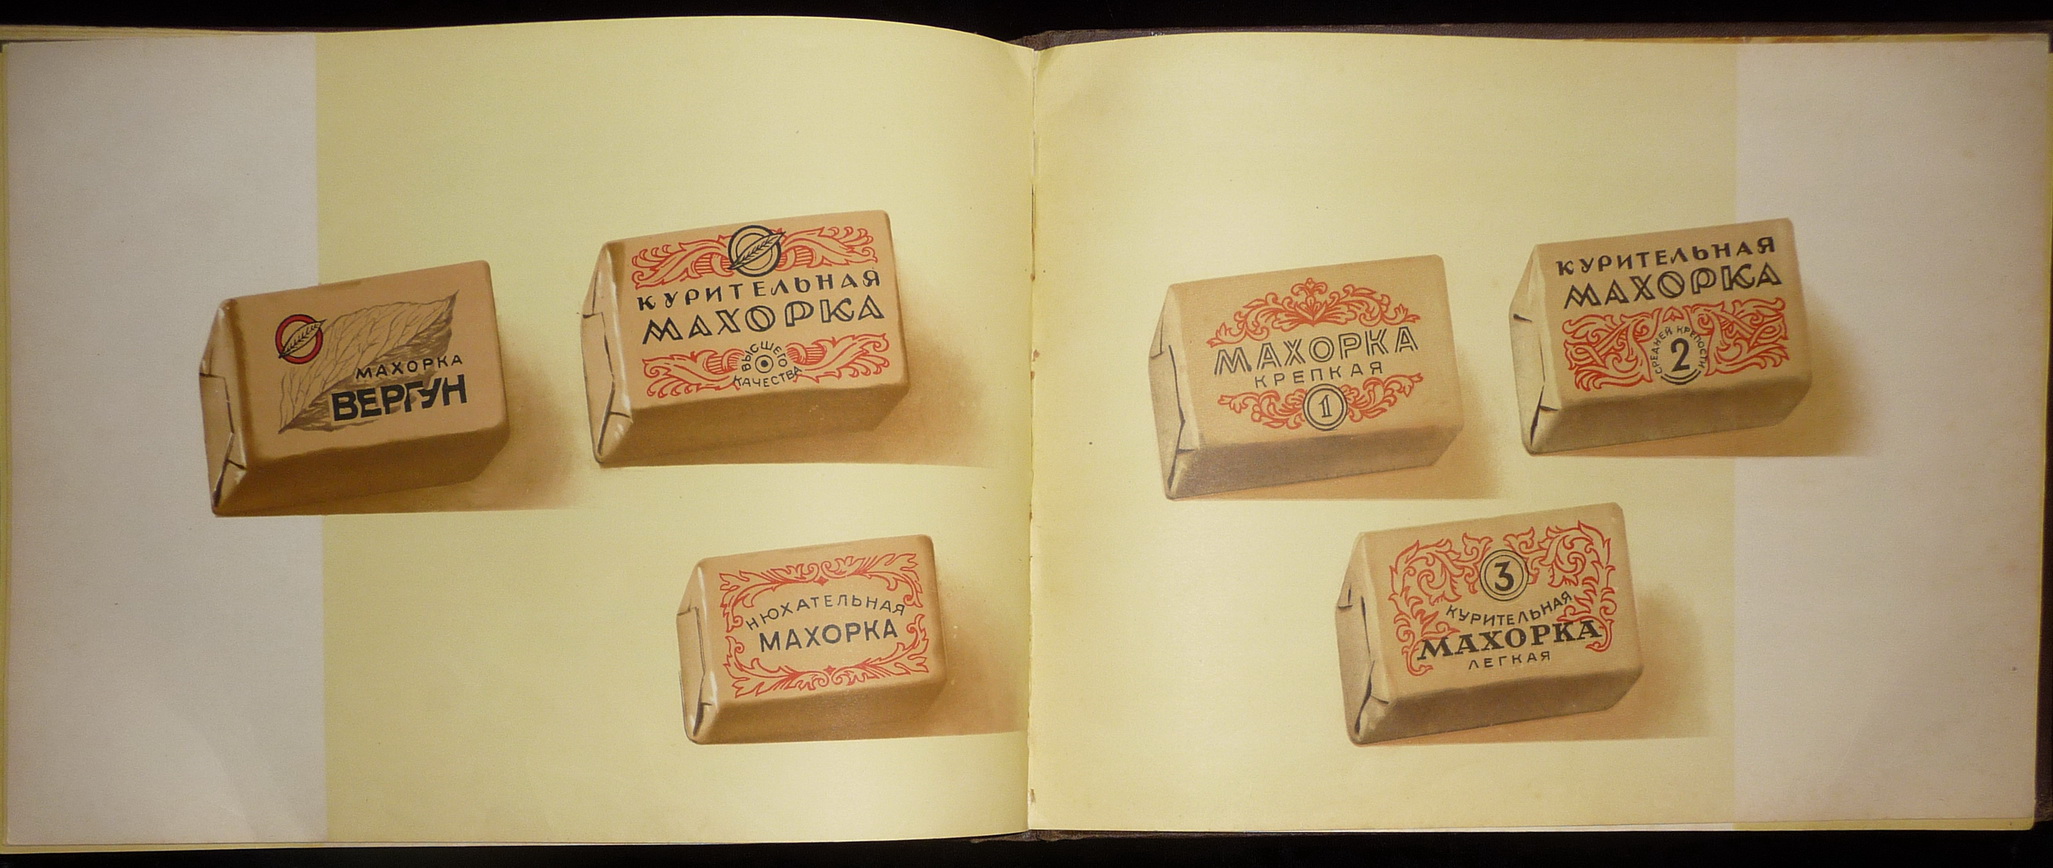 МАХОРКА
ВЕРГУН
КУРИТЕЛЬНАЯ
МАХОРКА
ВЫСШЕГО
КАЧЕСТВА
НЮХАТЕЛЬНАЯ
МАХОРКА
МАХОРКА
КРЕПКАЯ
1
КУРИТЕЛЬНАЯ
МАХОРКА
СРЕДНЕЙ КРЕПОСТИ
2
3
КУРИТЕЛЬНАЯ
МАХОРКА
ЛЕГКАЯ